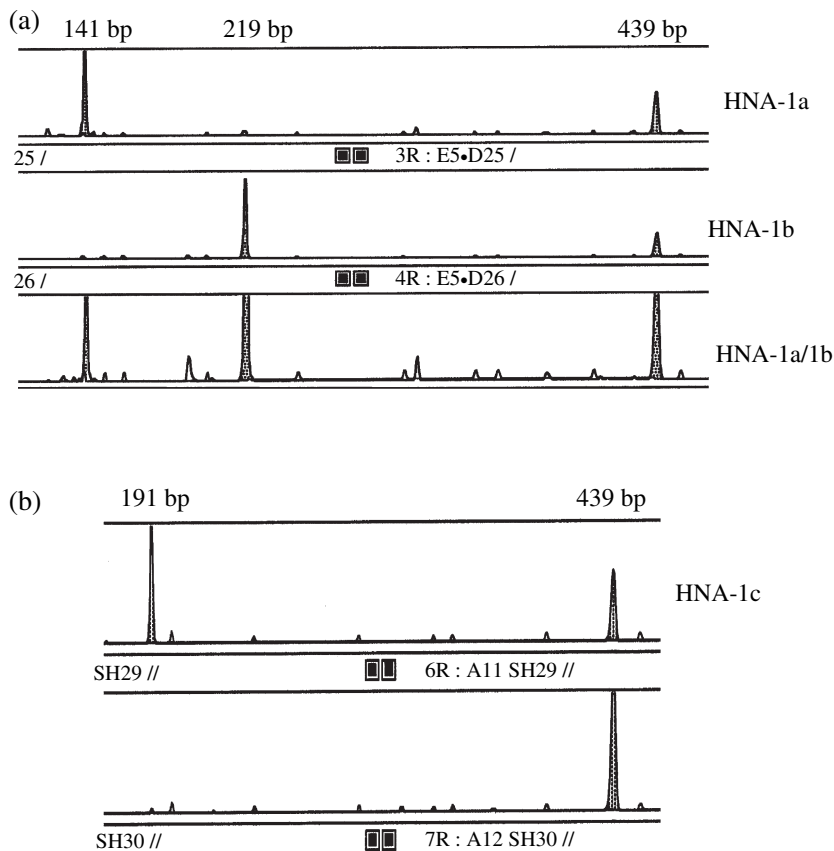 (a)
141 bp 219 bp 439 bp
HNA-1a
25 / 3R : E5•D25 /
HNA-1b
26 / 4R : E5•D26 /
HNA-1a/1b
(b)
191 bp 439 bp
HNA-1c
SH29 // 6R : A11 SH29 //
SH30 // 7R : A12 SH30 //